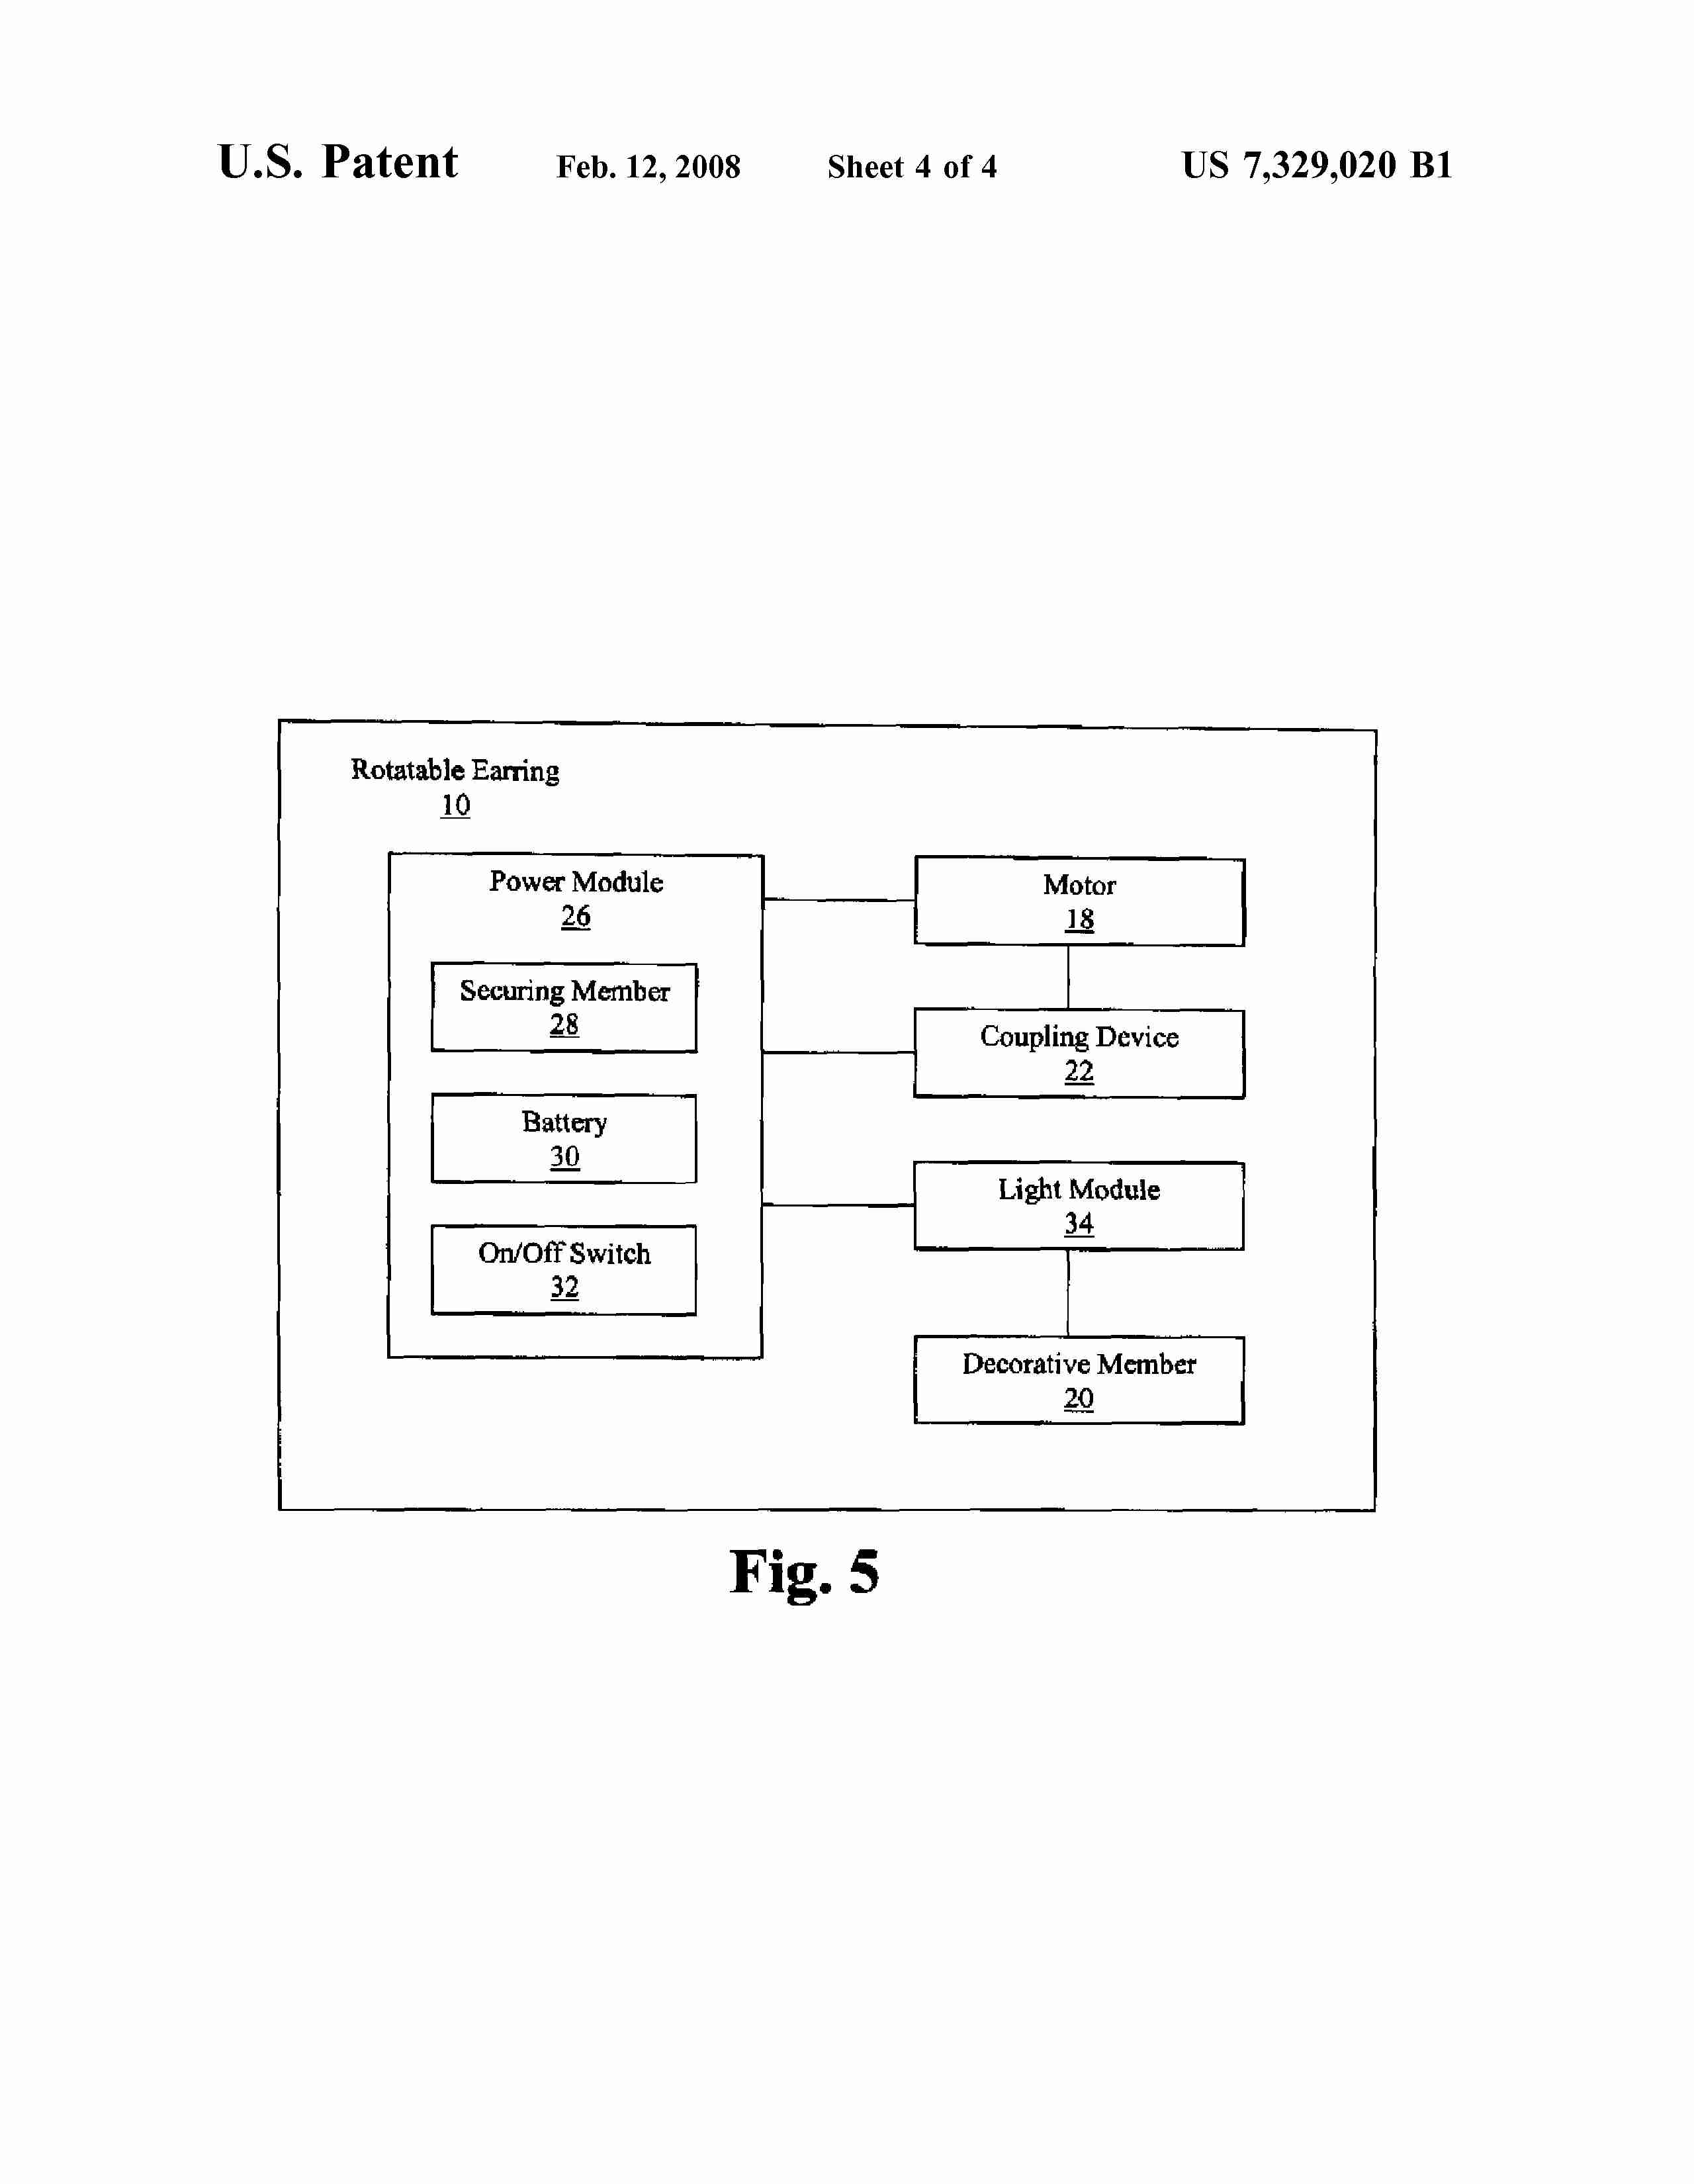 U.S. Patent Feb. 12, 2008 Sheet 4 of 4 US 7,329,020 B1
Rotatable Earring
10
Power Module
26
Securing Member
28
Battery
30
On/Off Switch
32
Motor
18
Coupling Device
22
Light Module
34
Decorative Member
20
Fig. 5